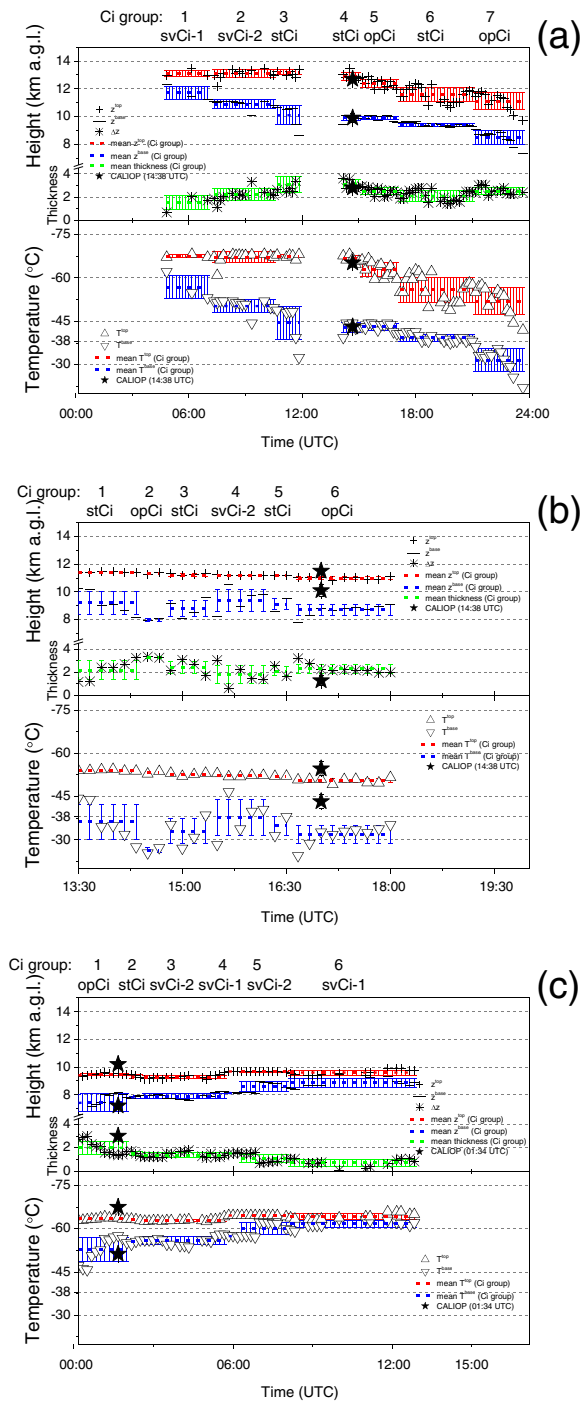 Ci group: 1 2 3 4 5 6 7
svCi-1 svCi-2 stCi stCi opCi stCi opCi
(a)
14
12
10
8
Height (km a.g.l.)
z^top
z^base
Δz
mean z^top (Ci group)
mean z^base (Ci group)
mean thickness (Ci group)
CALIOP (14:38 UTC)
4
2
0
Thickness
-75
-60
-45
-30
Temperature (°C)
T^top
T^base
mean T^top (Ci group)
mean T^base (Ci group)
CALIOP (14:38 UTC)
00:00 06:00 12:00 18:00 24:00
Time (UTC)
Ci group: 1 2 3 4 5 6
stCi opCi stCi svCi-2 stCi opCi
(b)
14
12
10
8
Height (km a.g.l.)
z^top
z^base
Δz
mean z^top (Ci group)
mean z^base (Ci group)
mean thickness (Ci group)
CALIOP (14:38 UTC)
4
2
0
Thickness
-75
-60
-45
-30
Temperature (°C)
T^top
T^base
mean T^top (Ci group)
mean T^base (Ci group)
CALIOP (14:38 UTC)
13:30 15:00 16:30 18:00 19:30
Time (UTC)
Ci group: 1 2 3 4 5 6
opCi stCi svCi-2 svCi-1 svCi-2 svCi-1
(c)
14
12
10
8
Height (km a.g.l.)
z^top
z^base
Δz
mean z^top (Ci group)
mean z^base (Ci group)
mean thickness (Ci group)
CALIOP (01:34 UTC)
4
2
0
Thickness
-75
-60
-45
-30
Temperature (°C)
T^top
T^base
mean T^top (Ci group)
mean T^base (Ci group)
CALIOP (01:34 UTC)
00:00 06:00 12:00 15:00
Time (UTC)